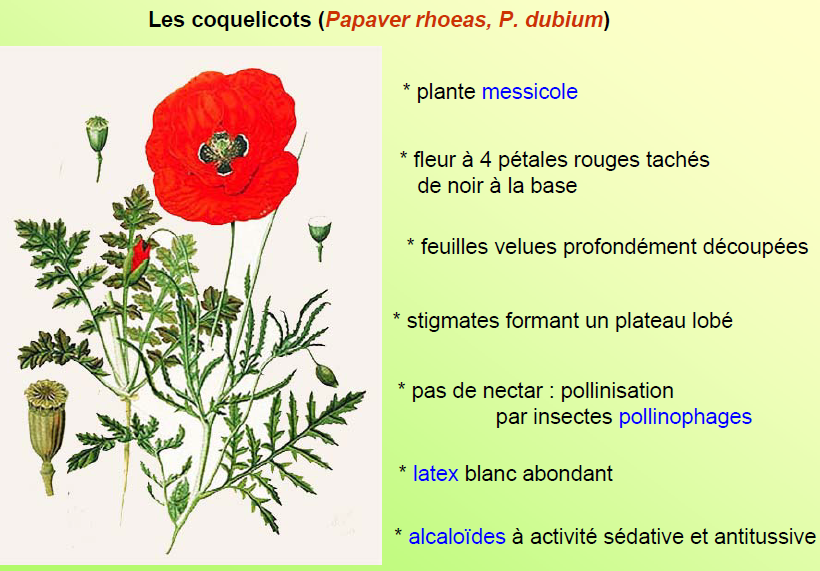 Les coquelicots (Papaver rhoeas, P. dubium)
* plante messicole
* fleur à 4 pétales rouges tachés
de noir à la base
* feuilles velues profondément découpées
* stigmates formant un plateau lobé
* pas de nectar : pollinisation
par insectes pollinophages
* latex blanc abondant
* alcaloïdes à activité sédative et antitussive